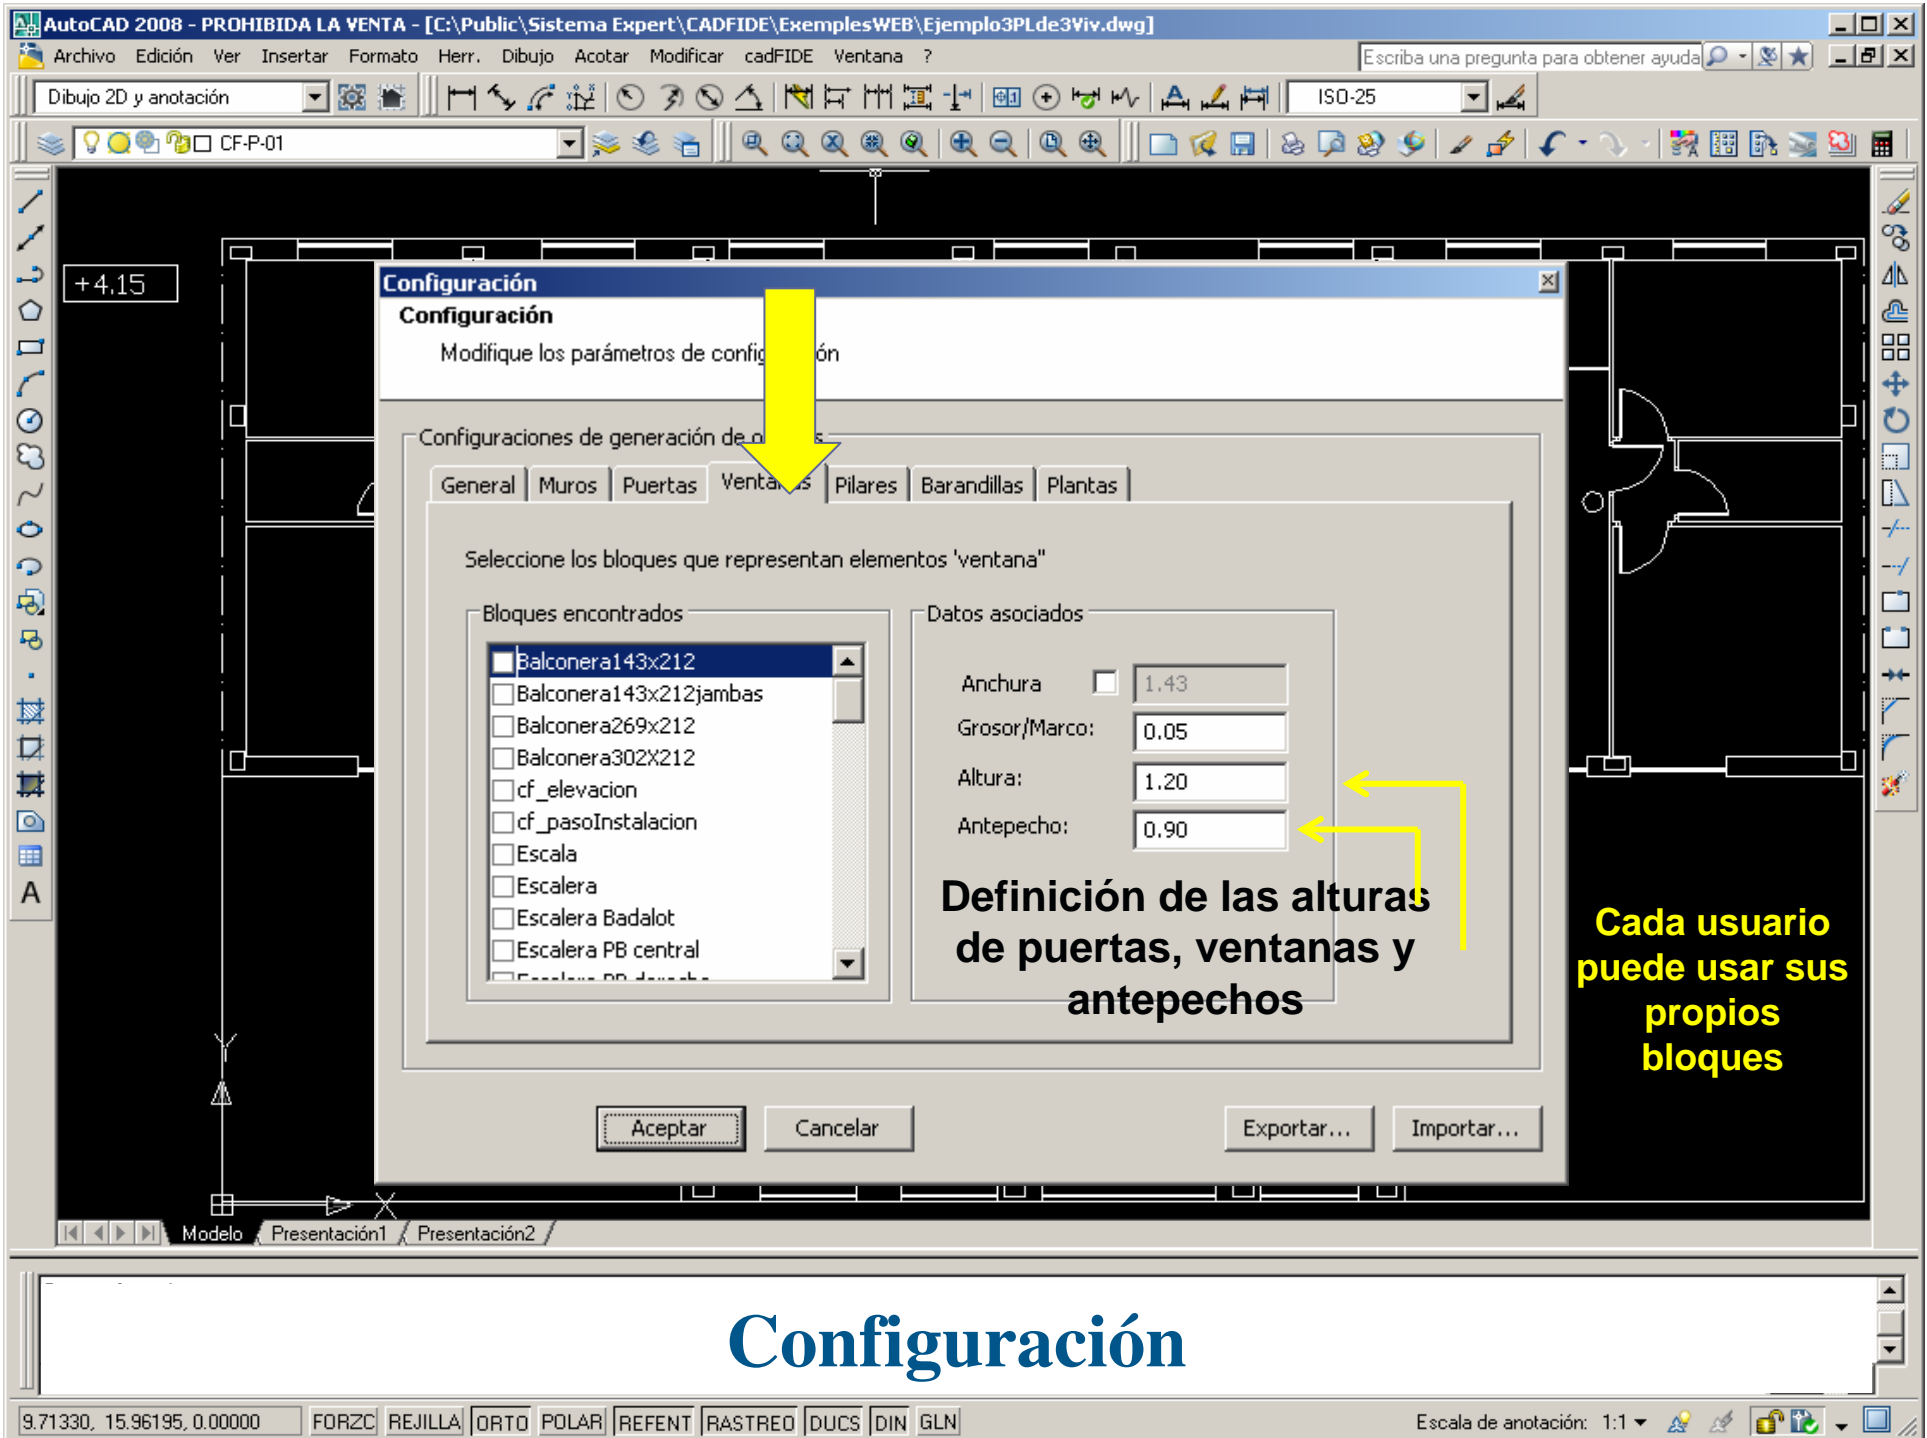 AutoCAD 2008 - PROHIBIDA LA VENTA - [C:\Public\Sistema Expert\CADFIDE\ExemplesWEB\Ejemplo3PLde3Viv.dwg]
Archivo Edición Ver Insertar Formato Herr. Dibujo Acotar Modificar cadFIDE Ventana ?
Escriba una pregunta para obtener ayuda
Dibujo 2D y anotación
ISO-25
CF-P-01
+4.15
Configuración
Configuración
Modifique los parámetros de
Configuraciones de generación de
General Muros Puertas Pilares Barandillas Plantas
Seleccione los bloques que representan elementos 'ventana"
Bloques encontrados
Balconera143x212
Balconera143x212jambas
Balconera269x212
Balconera302X212
cf_elevacion
cf_pasoInstalacion
Escala
Escalera
Escalera Badalot
Escalera PB central
Datos asociados
Anchura 1.43
Grosor/Marco: 0.05
Altura: 1.20
Antepecho: 0.90
Definición de las alturas
de puertas, ventanas y
antepechos
Cada usuario
puede usar sus
propios
bloques
Aceptar Cancelar Exportar... Importar...
Y
X
Modelo Presentación1 Presentación2
Configuración
9.71330, 15.96195, 0.00000 FORZC REJILLA ORTO POLAR REFENT RASTREO DUCS DIN GLN Escala de anotación: 1:1